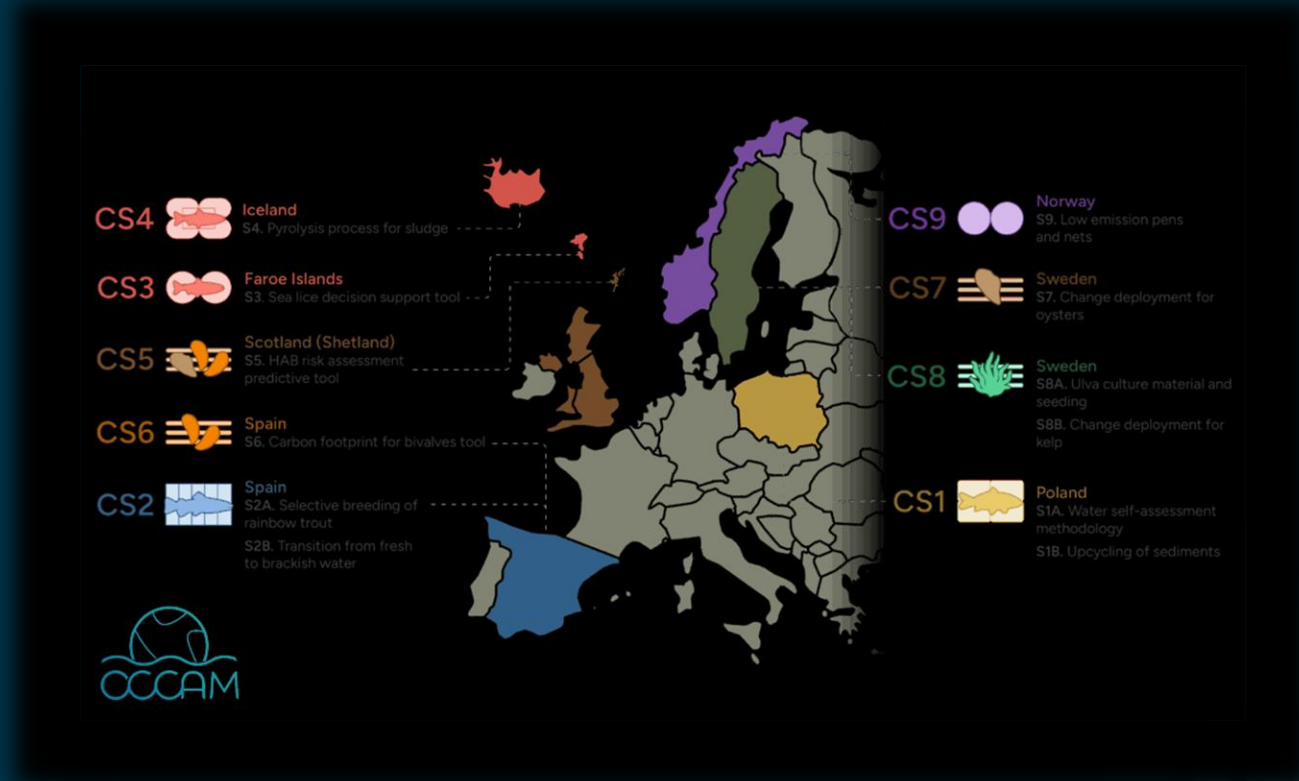 CS4
Iceland
S4. Pyrolysis process for sludge
CS3
Faroe Islands
S3. Sea lice decision support tool
CS5
Scotland (Shetland)
S5. HAB risk assessment
predictive tool
CS6
Spain
S6. Carbon footprint for bivalves tool
CS2
Spain
S2A. Selective breeding of
rainbow trout
S2B. Transition from fresh
to brackish water
OCCAM
CS9
Norway
S9. Low emission pens
and nets
CS7
Sweden
S7. Change deployment for
oysters
CS8
Sweden
S8A. Ulva culture material and
seeding
S8B. Change deployment for
kelp
CS1
Poland
S1A. Water self-assessment
methodology
S1B. Upcycling of sediments